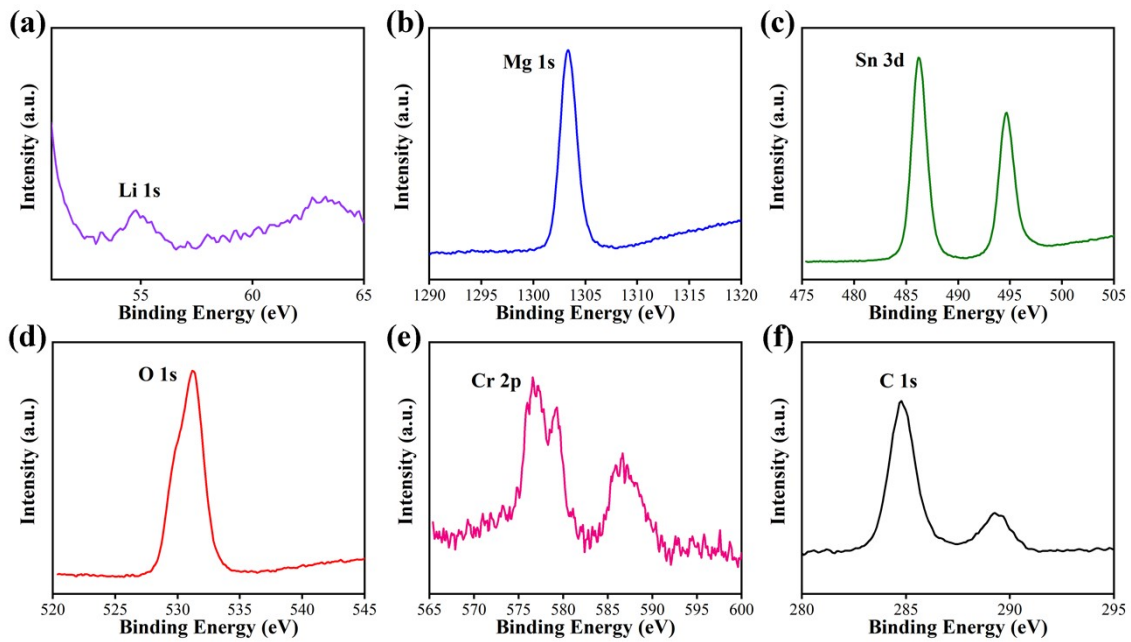 (a)
Intensity (a.u.)
Li 1s
55 60 65
Binding Energy (eV)
(b)
Intensity (a.u.)
Mg 1s
1290 1295 1300 1305 1310 1315 1320
Binding Energy (eV)
(c)
Intensity (a.u.)
Sn 3d
475 480 485 490 495 500 505
Binding Energy (eV)
(d)
Intensity (a.u.)
O 1s
520 525 530 535 540 545
Binding Energy (eV)
(e)
Intensity (a.u.)
Cr 2p
565 570 575 580 585 590 595 600
Binding Energy (eV)
(f)
Intensity (a.u.)
C 1s
280 285 290 295
Binding Energy (eV)